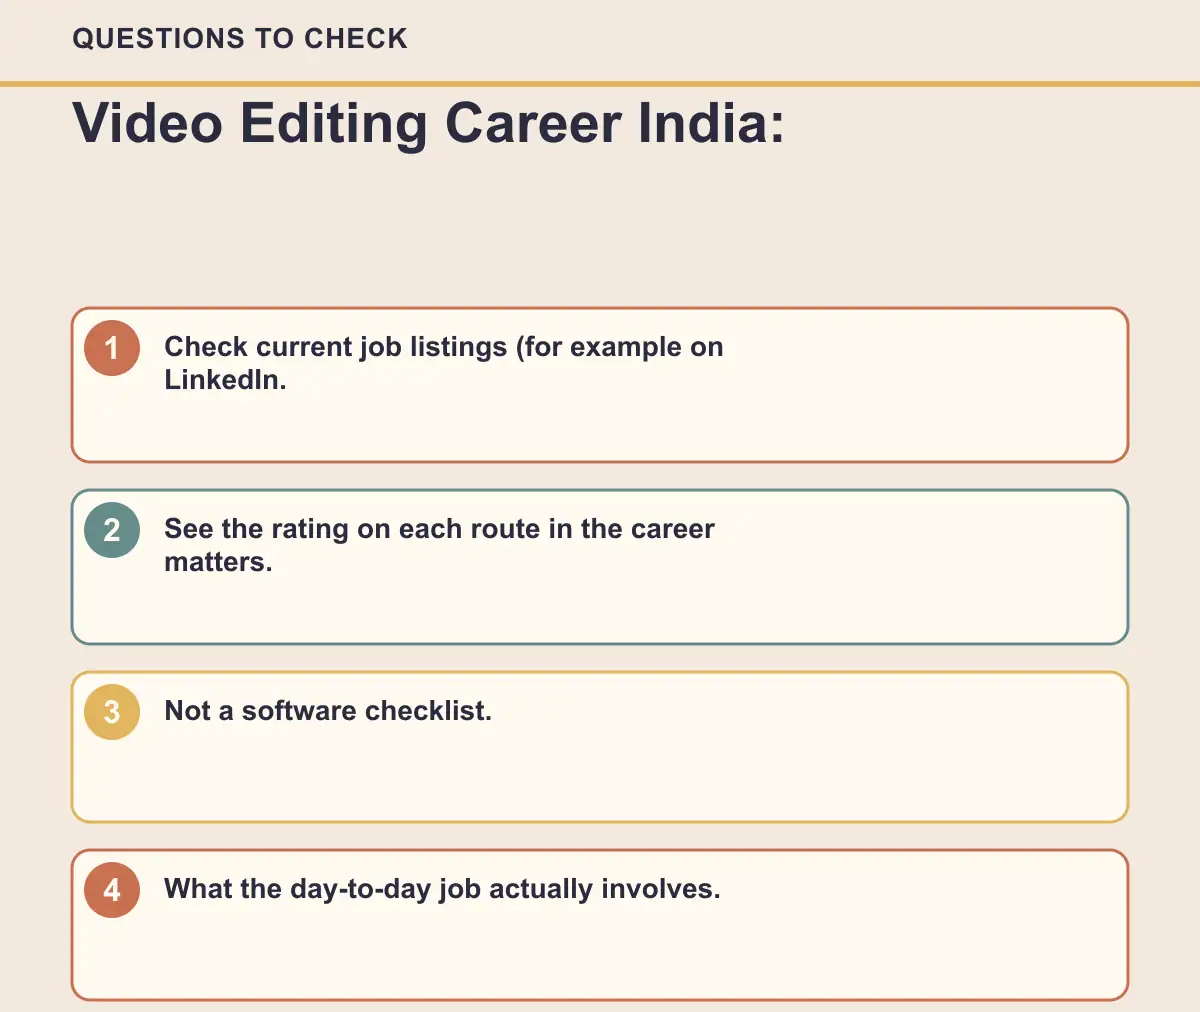 QUESTIONS TO CHECK
Video Editing Career India:
1
Check current job listings (for example on
LinkedIn.
2
See the rating on each route in the career
matters.
3
Not a software checklist.
4
What the day-to-day job actually involves.